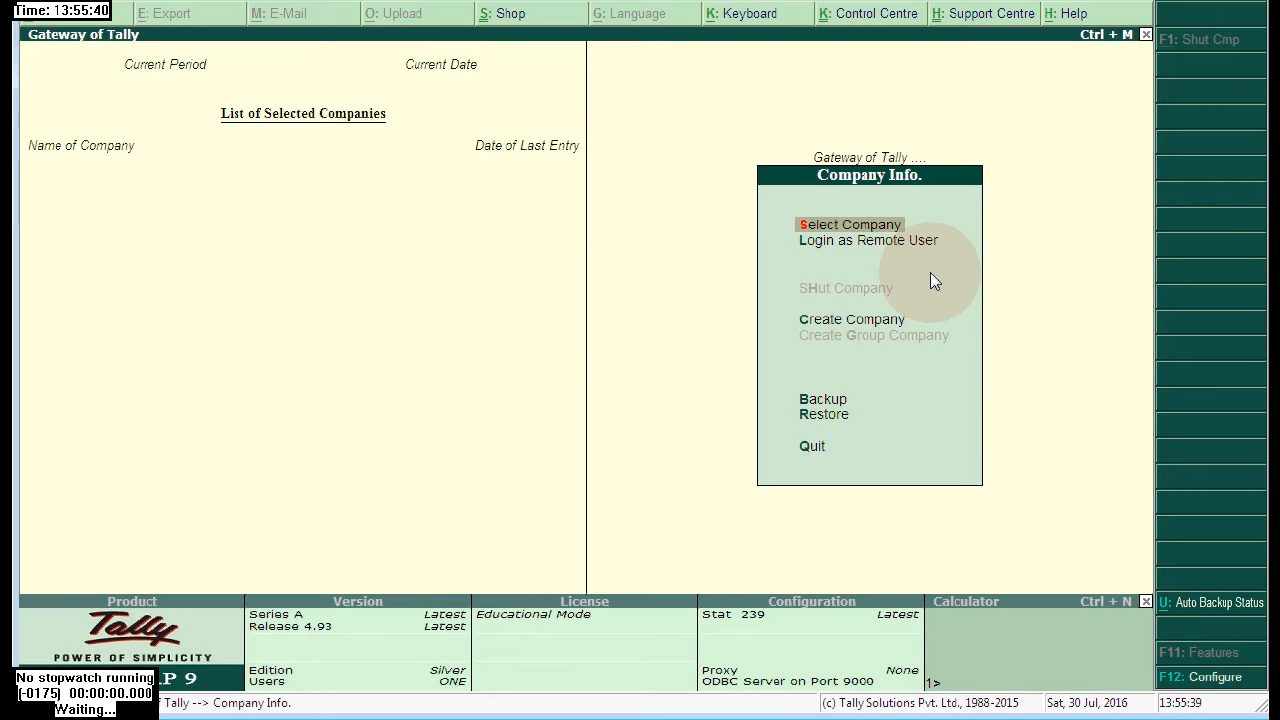 Time: 13:55:40
E: Export
M: E-Mail
O: Upload
S: Shop
G: Language
K: Keyboard
K: Control Centre
H: Support Centre
H: Help
Gateway of Tally
Ctrl + M
F1: Shut Cmp
Current Period
Current Date
List of Selected Companies
Name of Company
Date of Last Entry
Gateway of Tally ....
Company Info.
Select Company
Login as Remote User
SHut Company
Create Company
Create Group Company
Backup
Restore
Quit
Product
Version
License
Configuration
Calculator
Ctrl + N
U: Auto Backup Status
Tally
POWER OF SIMPLICITY
P 9
Series A Latest
Release 4.93 Latest
Edition Silver
Users ONE
Educational Mode
Stat 239 Latest
Proxy None
ODBC Server on Port 9000
1>
F11: Features
F12: Configure
No stopwatch running
[-0175] 00:00:00.000
Waiting...
f Tally --> Company Info.
(c) Tally Solutions Pvt. Ltd., 1988-2015
Sat, 30 Jul, 2016
13:55:39